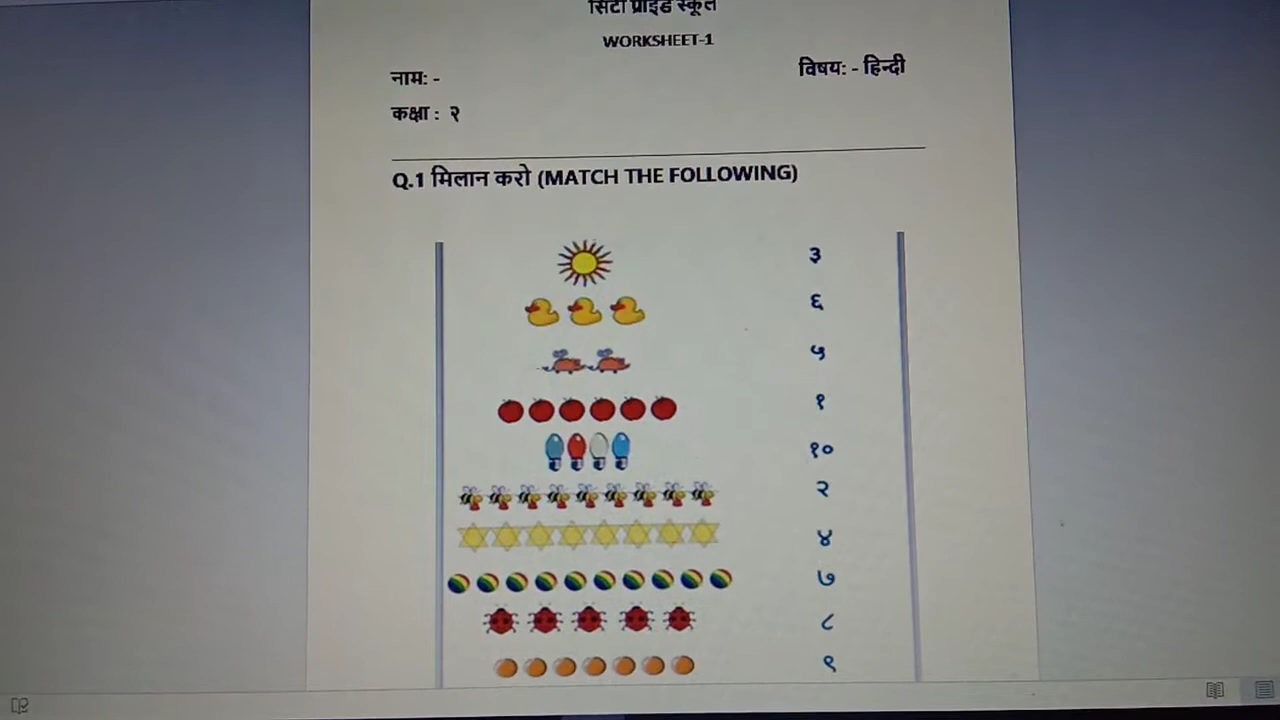 सिटी प्राइड स्कूल
WORKSHEET-1
नाम: -
विषय: - हिन्दी
कक्षा : २
Q.1 मिलान करो (MATCH THE FOLLOWING)
३
६
५
१
१०
२
४
७
८
९